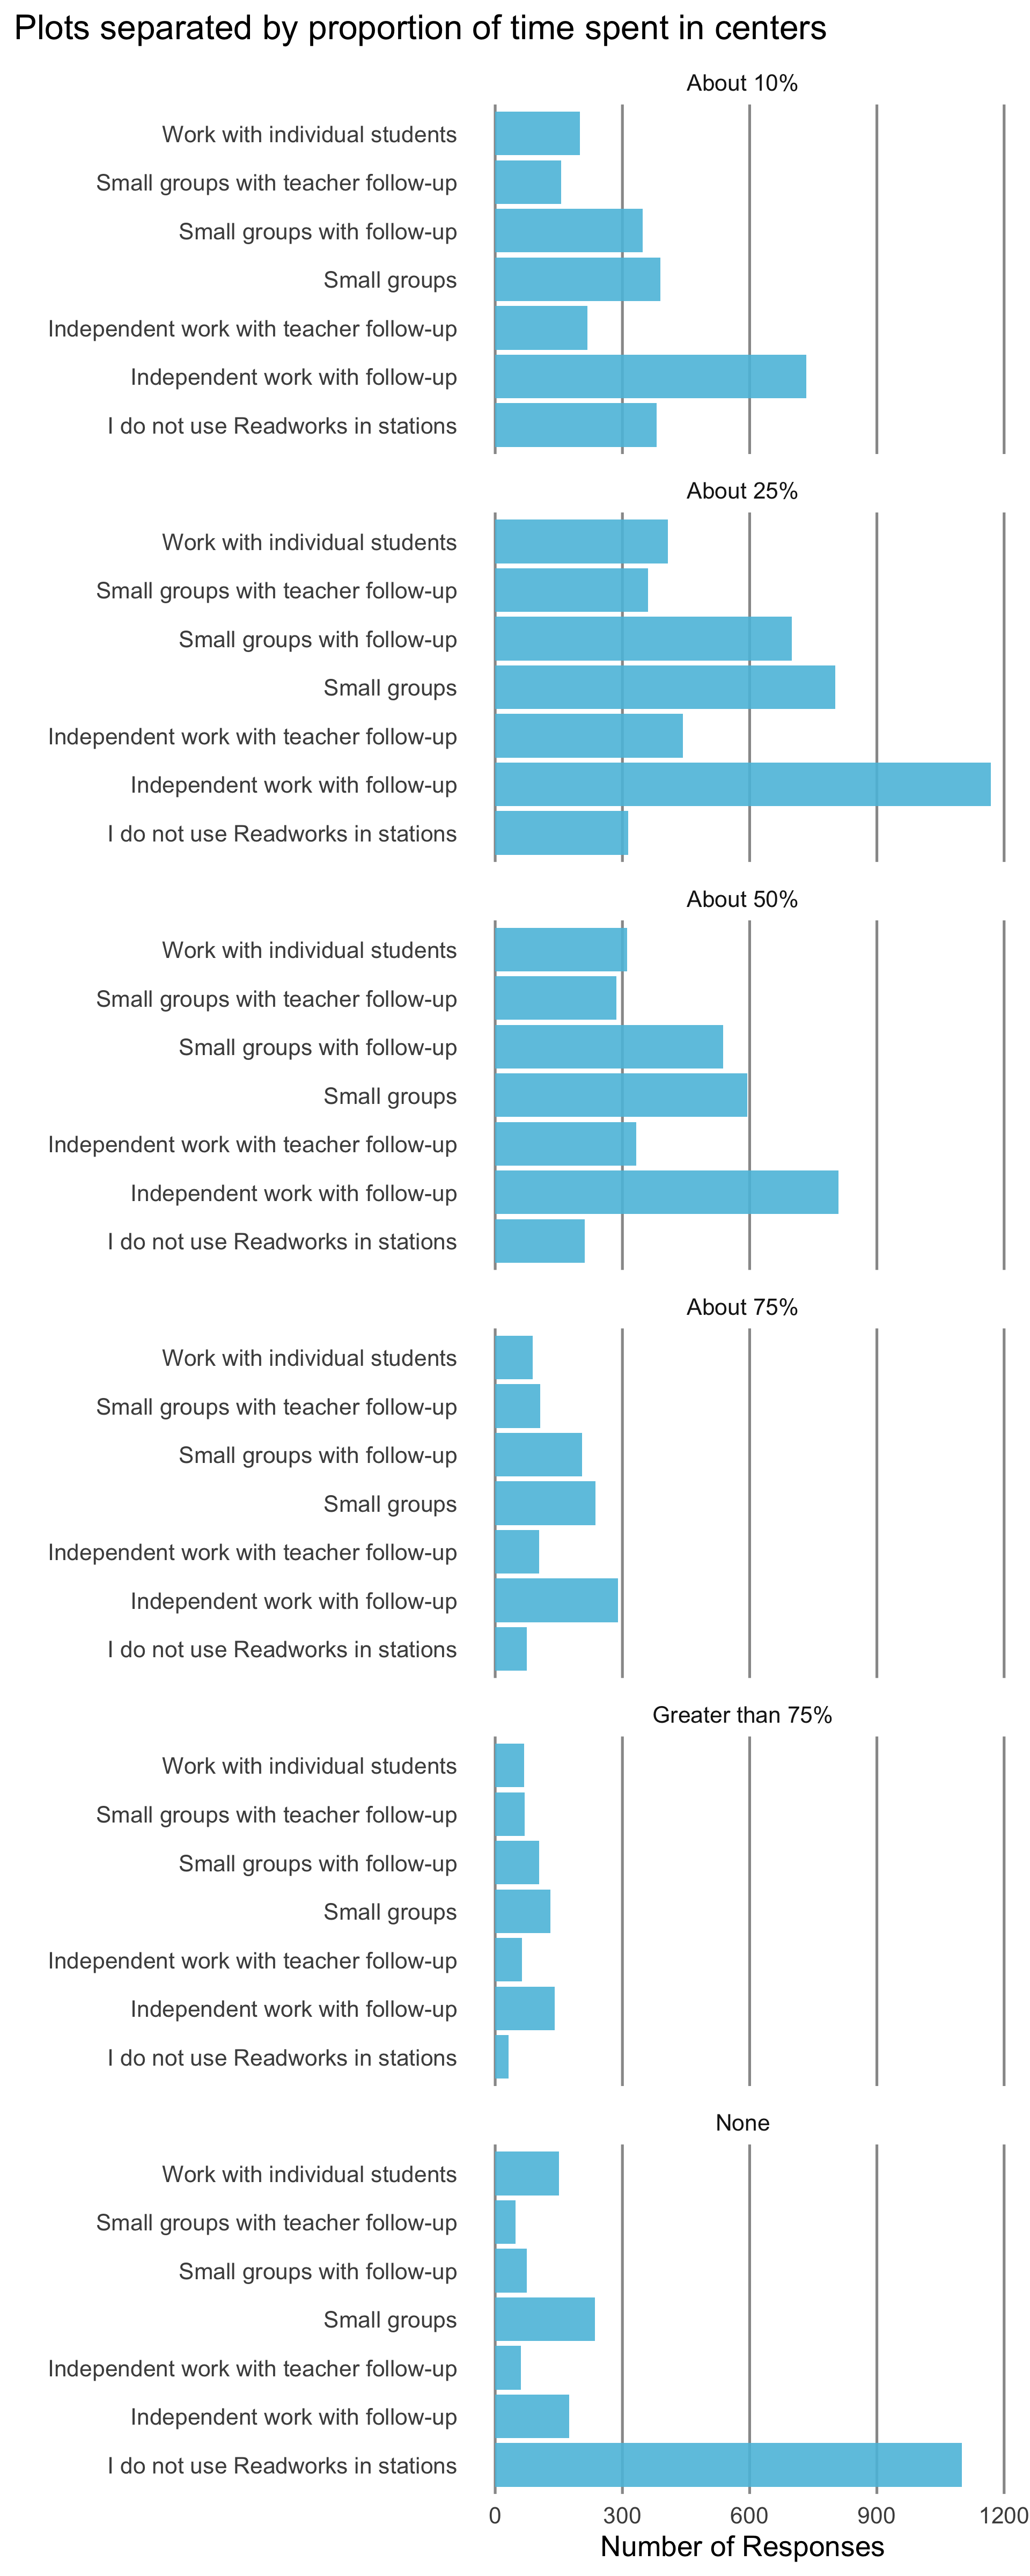 Plots separated by proportion of time spent in centers
About 10%
Work with individual students
Small groups with teacher follow-up
Small groups with follow-up
Small groups
Independent work with teacher follow-up
Independent work with follow-up
I do not use Readworks in stations
About 25%
Work with individual students
Small groups with teacher follow-up
Small groups with follow-up
Small groups
Independent work with teacher follow-up
Independent work with follow-up
I do not use Readworks in stations
About 50%
Work with individual students
Small groups with teacher follow-up
Small groups with follow-up
Small groups
Independent work with teacher follow-up
Independent work with follow-up
I do not use Readworks in stations
About 75%
Work with individual students
Small groups with teacher follow-up
Small groups with follow-up
Small groups
Independent work with teacher follow-up
Independent work with follow-up
I do not use Readworks in stations
Greater than 75%
Work with individual students
Small groups with teacher follow-up
Small groups with follow-up
Small groups
Independent work with teacher follow-up
Independent work with follow-up
I do not use Readworks in stations
None
Work with individual students
Small groups with teacher follow-up
Small groups with follow-up
Small groups
Independent work with teacher follow-up
Independent work with follow-up
I do not use Readworks in stations
0 300 600 900 1200
Number of Responses